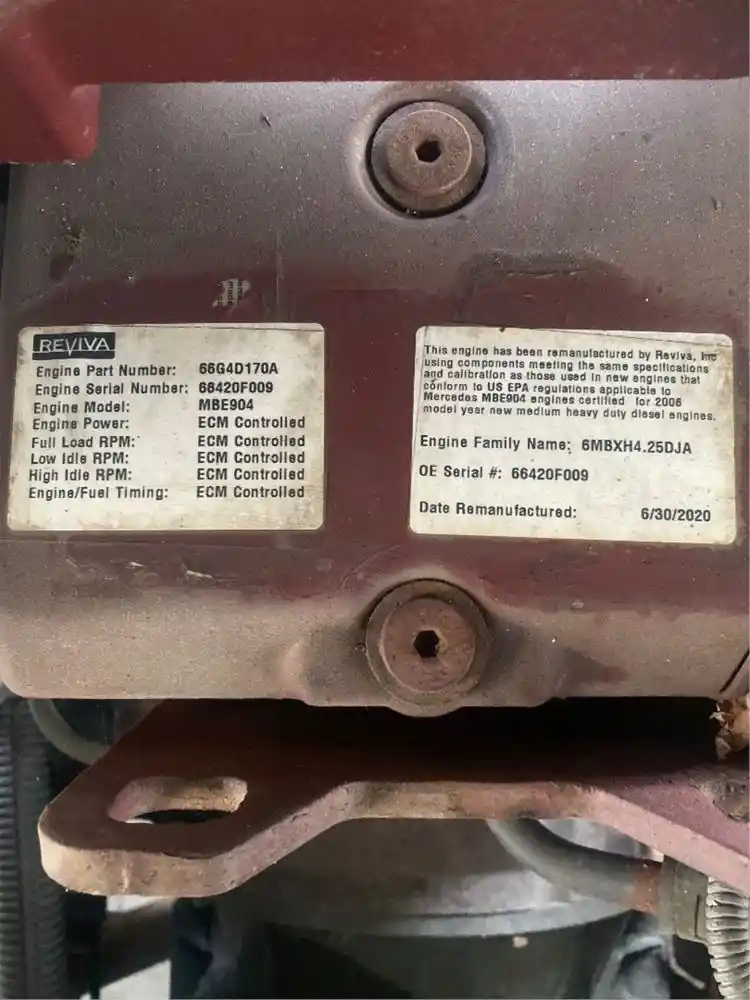 REVIVA
Engine Part Number: 66G4D170A
Engine Serial Number: 66420F009
Engine Model: MBE904
Engine Power: ECM Controlled
Full Load RPM: ECM Controlled
Low Idle RPM: ECM Controlled
High Idle RPM: ECM Controlled
Engine/Fuel Timing: ECM Controlled
This engine has been remanufactured by Reviva, Inc
using components meeting the same specifications
and calibration as those used in new engines that
conform to US EPA regulations applicable to
Mercedes MBE904 engines certified for 2006
model year new medium heavy duty diesel engines.
Engine Family Name: 6MBXH4.25DJA
OE Serial #: 66420F009
Date Remanufactured: 6/30/2020